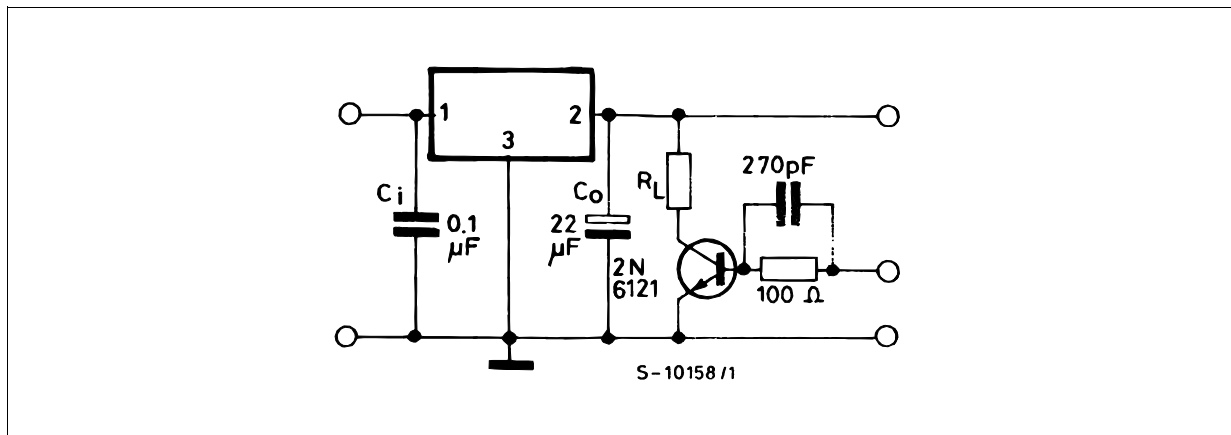 1
2
3
270pF
Ci
0.1
µF
Co
22
µF
RL
2N
6121
100 Ω
S-10158/1